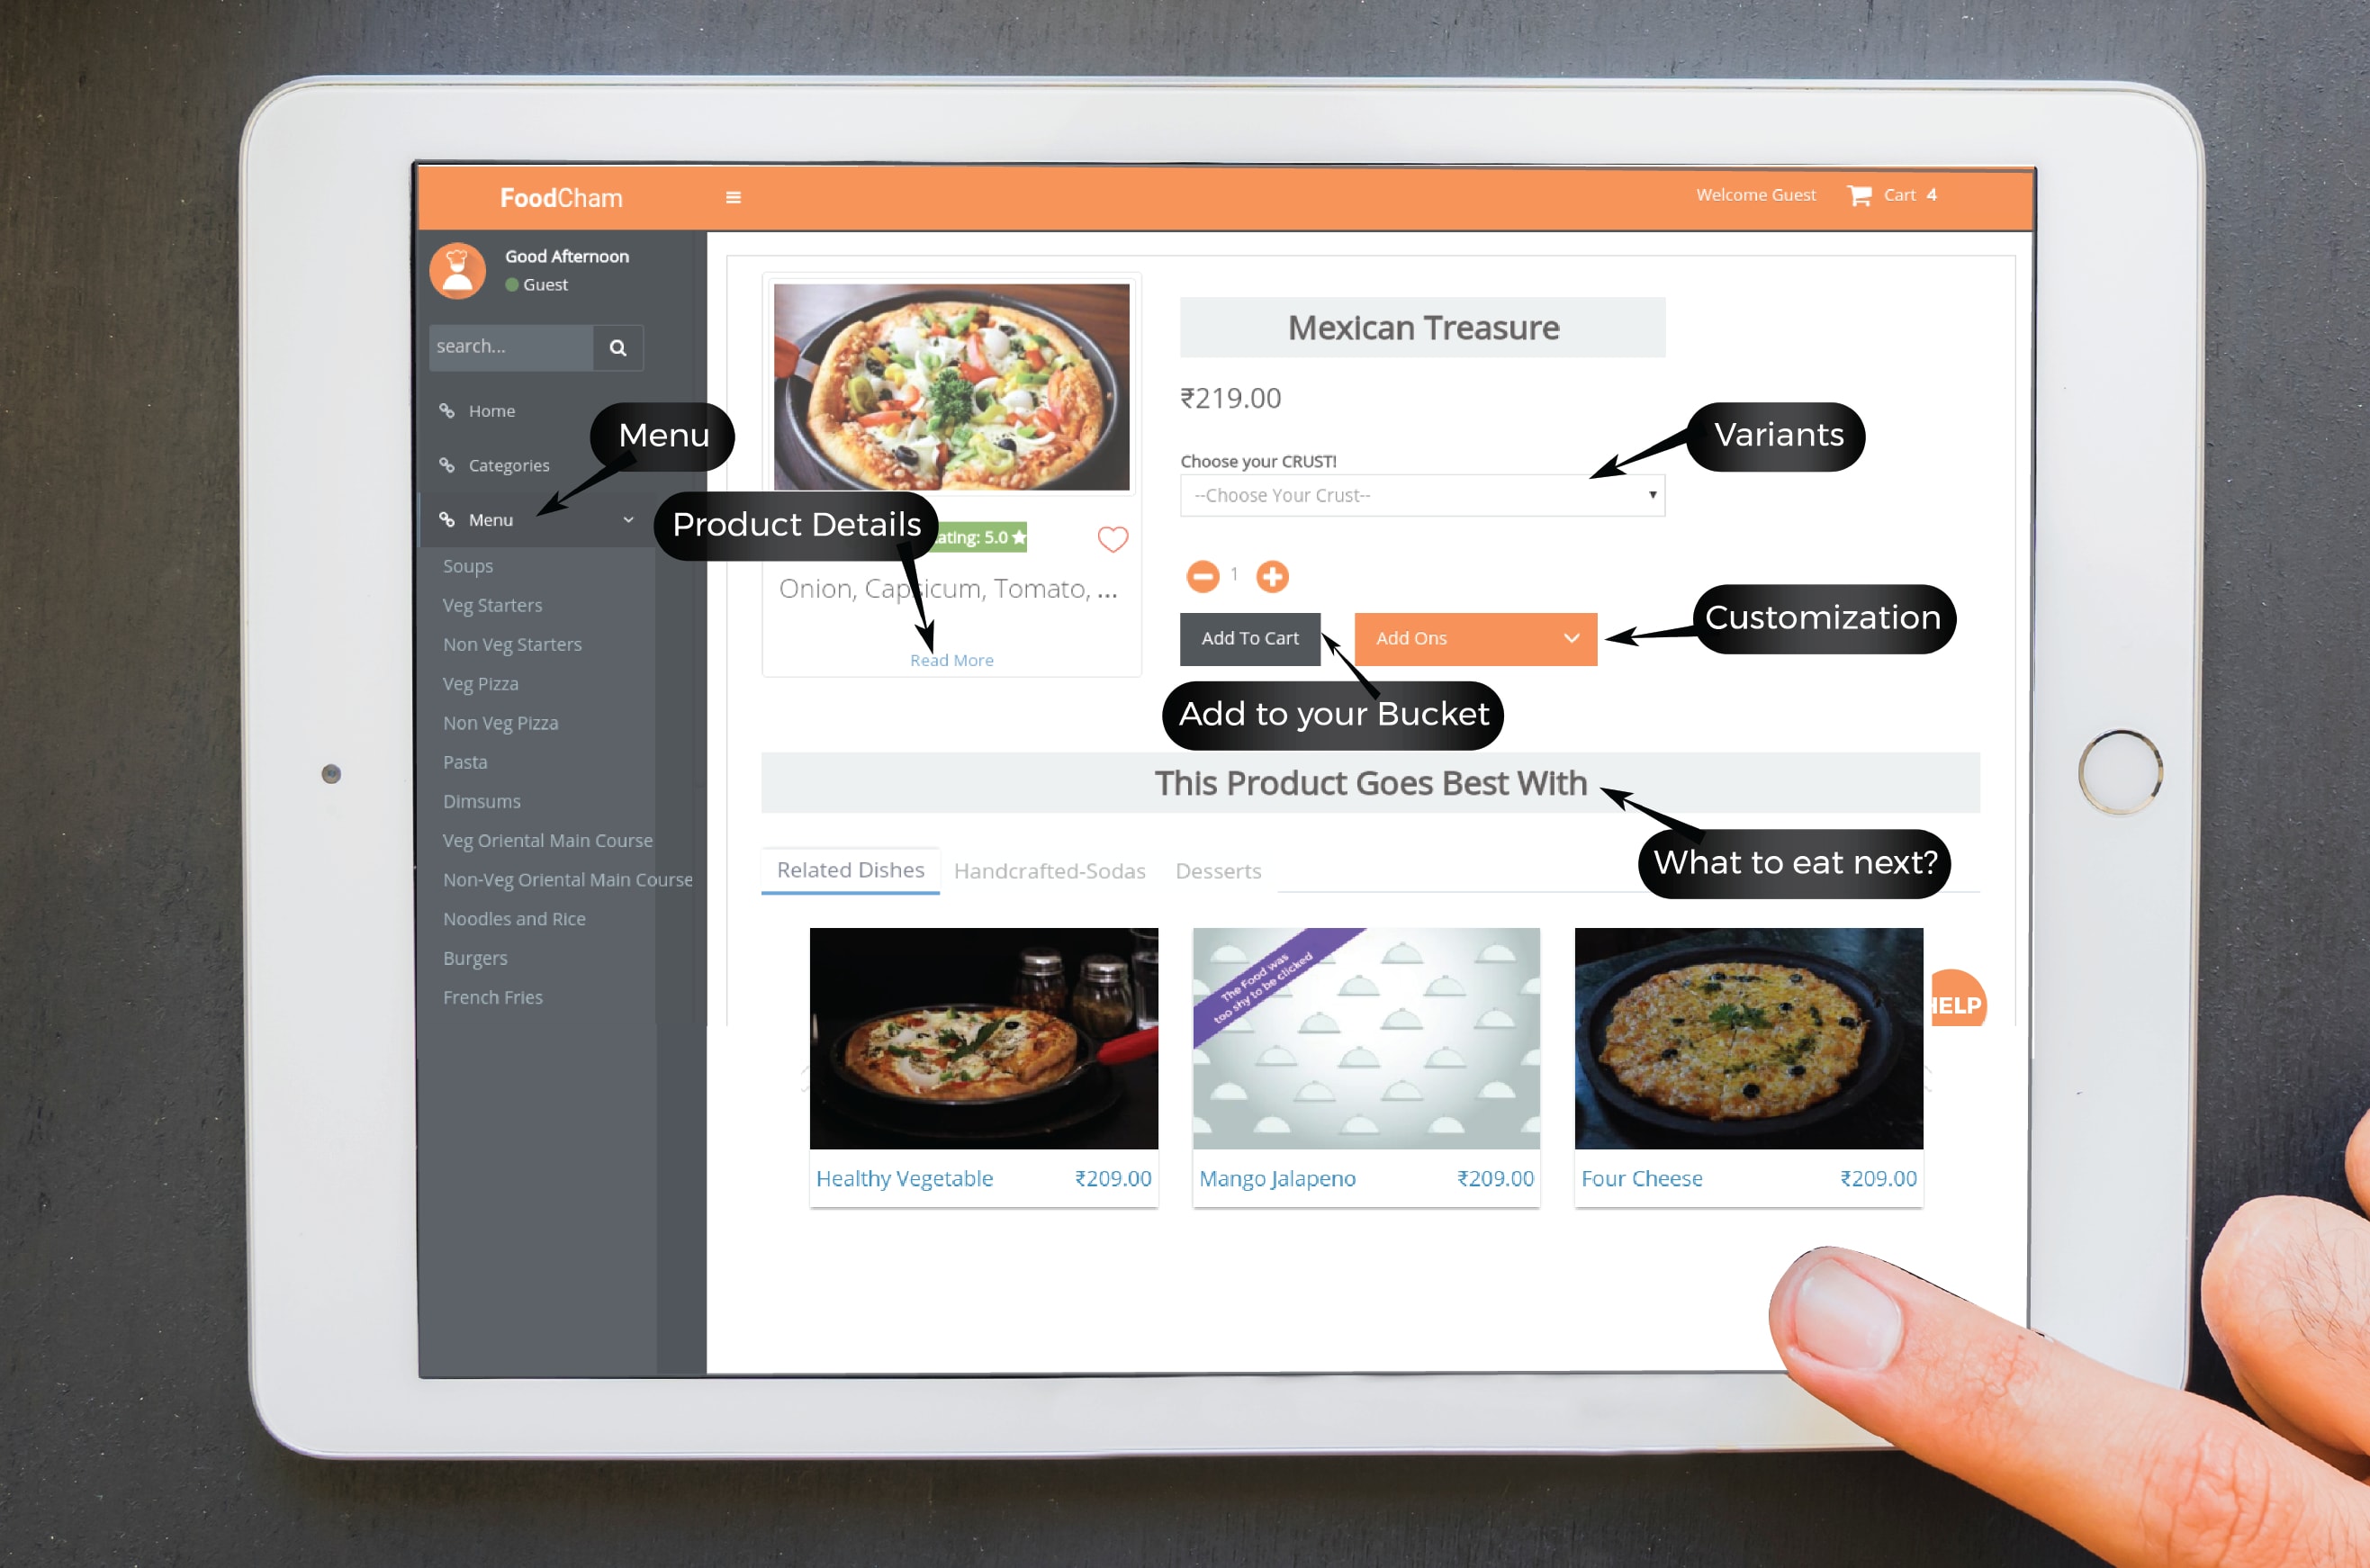 FoodCham
Welcome Guest
Cart 4
Good Afternoon
Guest
search...
Home
Categories
Menu
Soups
Veg Starters
Non Veg Starters
Veg Pizza
Non Veg Pizza
Pasta
Dimsums
Veg Oriental Main Course
Non-Veg Oriental Main Course
Noodles and Rice
Burgers
French Fries
Menu
Product Details
ating: 5.0
Onion, Capsicum, Tomato, ...
Read More
Mexican Treasure
₹219.00
Choose your CRUST!
--Choose Your Crust--
Variants
1
Add To Cart
Add Ons
Customization
Add to your Bucket
This Product Goes Best With
What to eat next?
Related Dishes
Handcrafted-Sodas
Desserts
The Food was
too shy to be clicked
HELP
Healthy Vegetable ₹209.00
Mango Jalapeno ₹209.00
Four Cheese ₹209.00